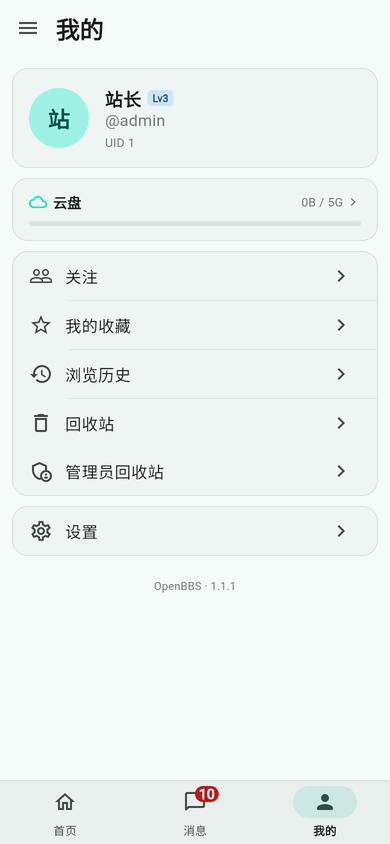 我的
站
站长 Lv3
@admin
UID 1
云盘 0B / 5G
关注
我的收藏
浏览历史
回收站
管理员回收站
设置
OpenBBS · 1.1.1
10
首页 消息 我的